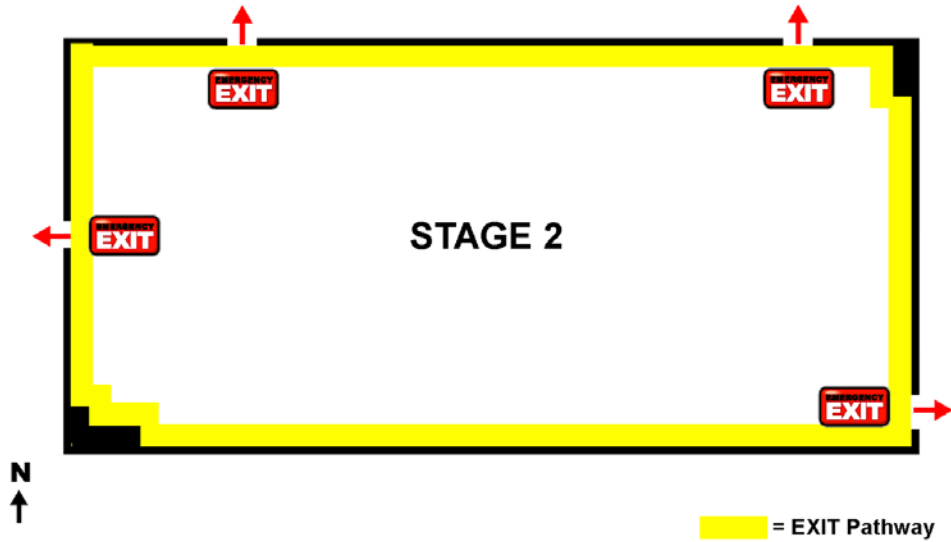 EMERGENCY
EXIT
EMERGENCY
EXIT
EMERGENCY
EXIT
STAGE 2
EMERGENCY
EXIT
N
= EXIT Pathway